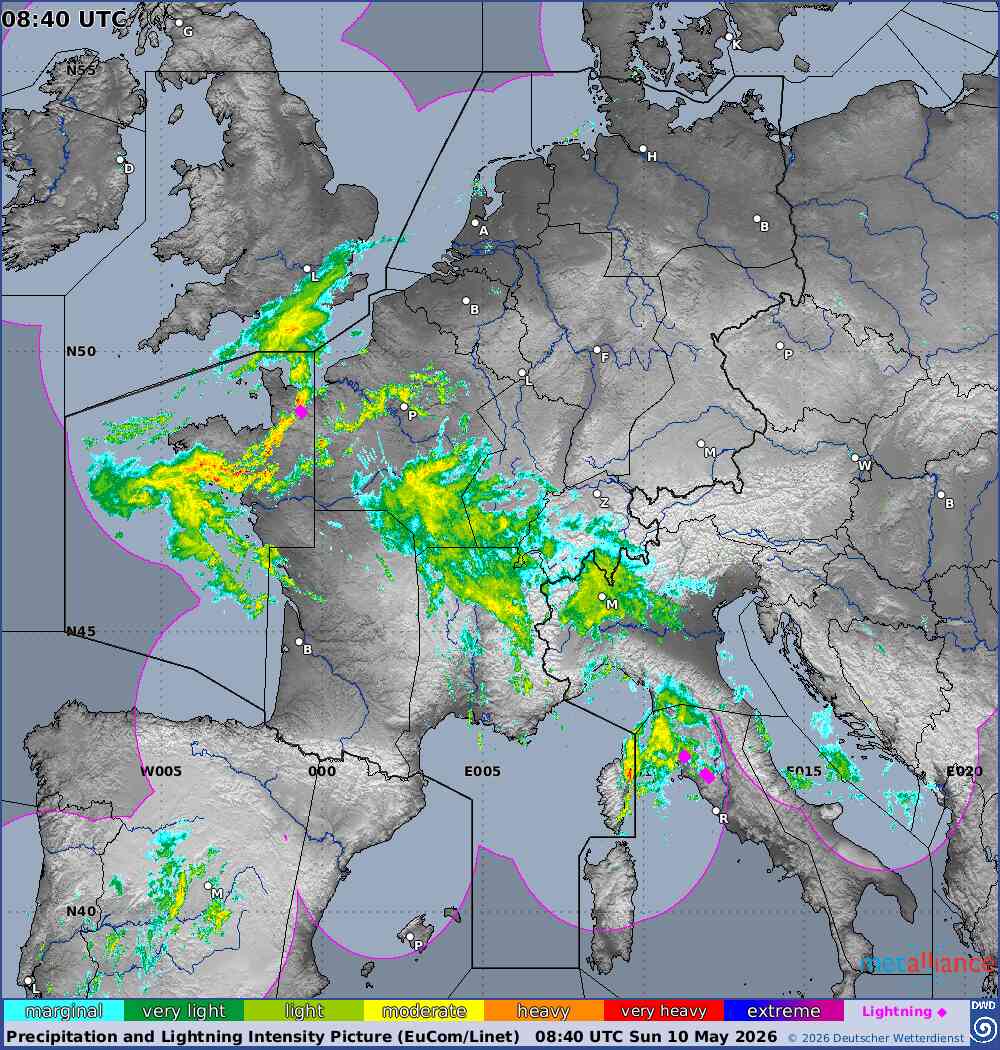 08:40 UTC
G
K
N55
D
H
A
B
L
B
N50
P
F
L
P
M
W
Z
B
M
N45
B
W005
000
E005
E015
E020
R
M
N40
P
L
metalliance
marginal
very light
light
moderate
heavy
very heavy
extreme
Lightning
DWD
Precipitation and Lightning Intensity Picture (EuCom/Linet) 08:40 UTC Sun 10 May 2026 © 2026 Deutscher Wetterdienst